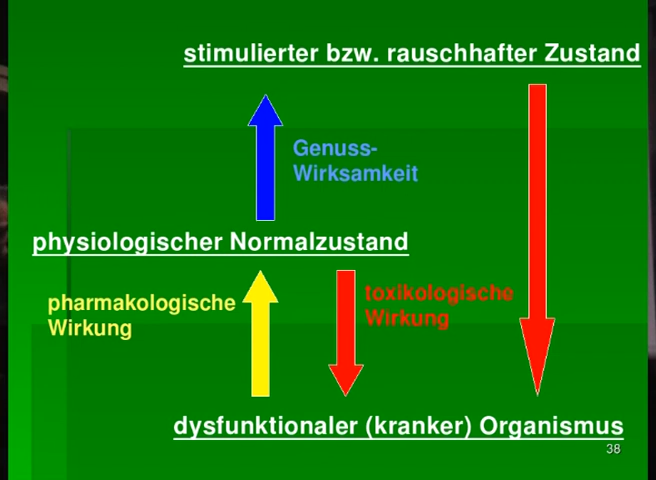 stimulierter bzw. rauschhafter Zustand
Genuss-
Wirksamkeit
physiologischer Normalzustand
pharmakologische
Wirkung
toxikologische
Wirkung
dysfunktionaler (kranker) Organismus
38